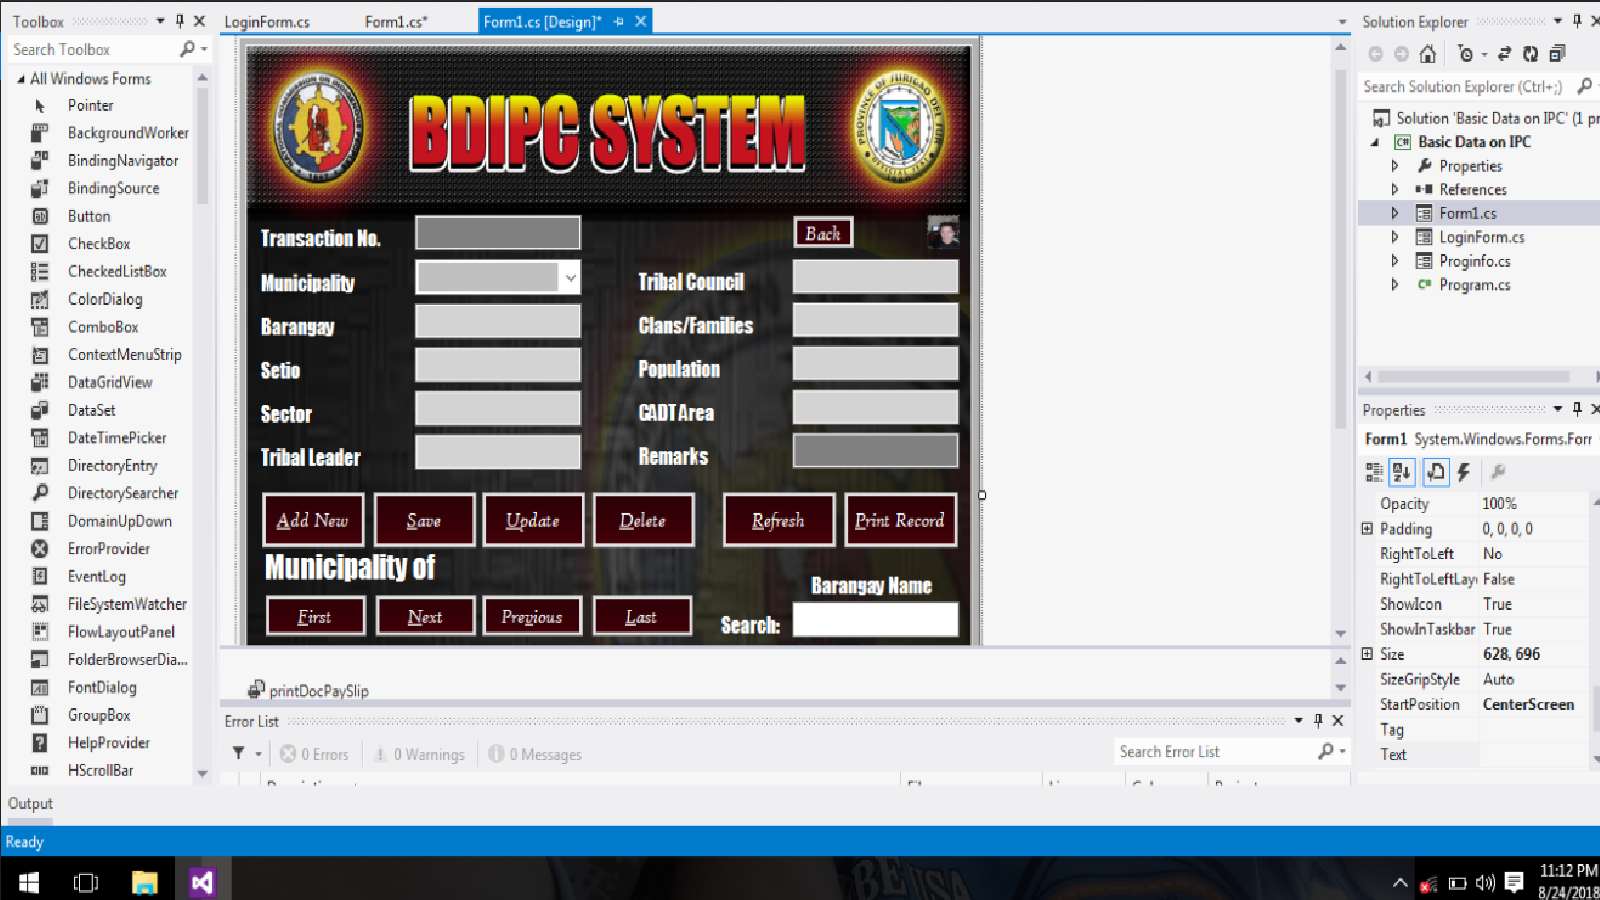 Toolbox
Search Toolbox
All Windows Forms
Pointer
BackgroundWorker
BindingNavigator
BindingSource
Button
CheckBox
CheckedListBox
ColorDialog
ComboBox
ContextMenuStrip
DataGridView
DataSet
DateTimePicker
DirectoryEntry
DirectorySearcher
DomainUpDown
ErrorProvider
EventLog
FileSystemWatcher
FlowLayoutPanel
FolderBrowserDia...
FontDialog
GroupBox
HelpProvider
HScrollBar
Output
Ready
LoginForm.cs
Form1.cs*
Form1.cs [Design]*
BDIPC SYSTEM
PROVINCE OF SURIGAO DEL SUR
Transaction No.
Back
Municipality
Tribal Council
Barangay
Clans/Families
Setio
Population
Sector
CADT Area
Tribal Leader
Remarks
Add New
Save
Update
Delete
Refresh
Print Record
Municipality of
Barangay Name
First
Next
Previous
Last
Search:
printDocPaySlip
Error List
0 Errors
0 Warnings
0 Messages
Search Error List
Solution Explorer
Search Solution Explorer (Ctrl+;)
Solution 'Basic Data on IPC' (1 pr
C# Basic Data on IPC
Properties
References
Form1.cs
LoginForm.cs
Proginfo.cs
C# Program.cs
Properties
Form1 System.Windows.Forms.Forr
Opacity 100%
Padding 0, 0, 0, 0
RightToLeft No
RightToLeftLay False
ShowIcon True
ShowInTaskbar True
Size 628, 696
SizeGripStyle Auto
StartPosition CenterScreen
Tag
Text
11:12 PM
8/24/2018